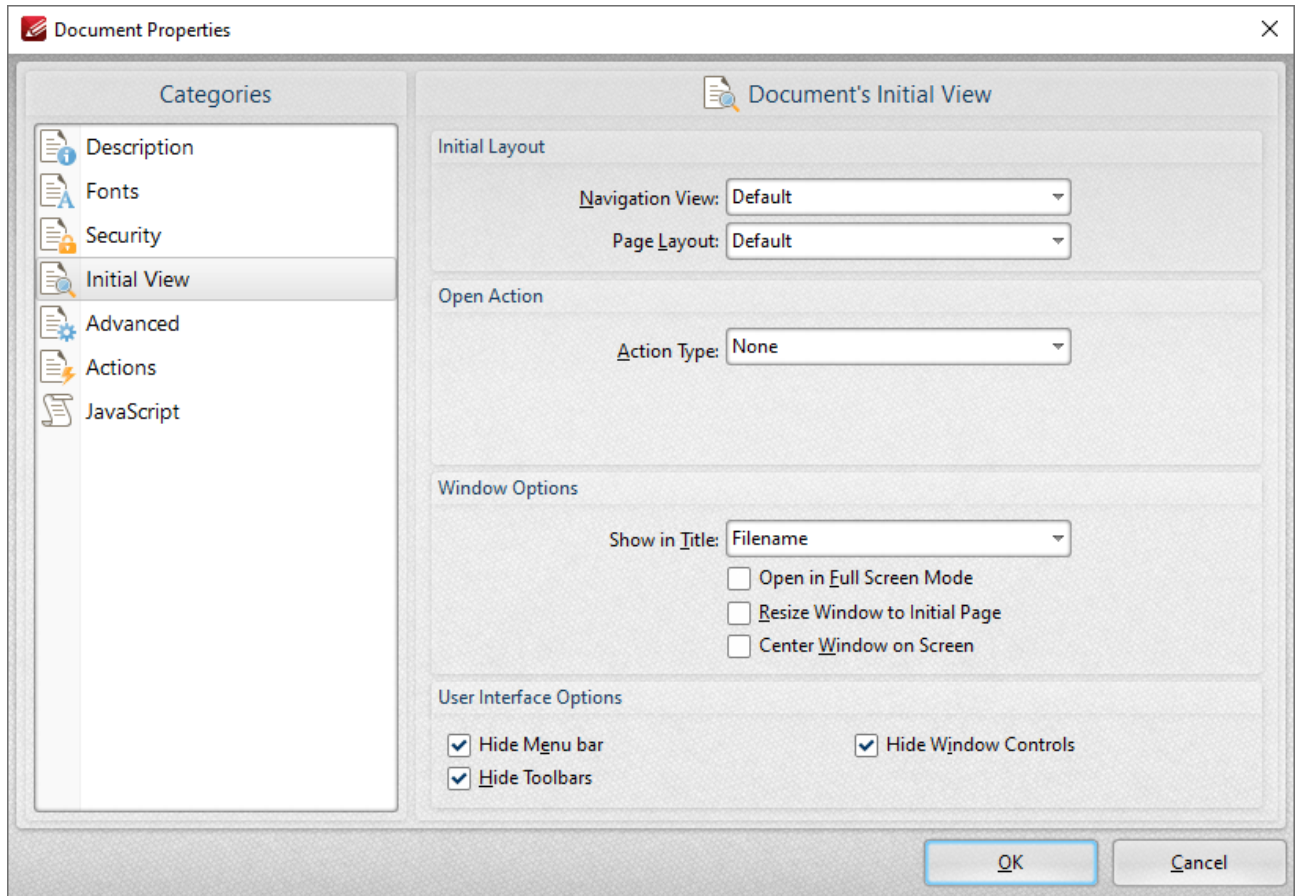 Document Properties
Categories
Description
Fonts
Security
Initial View
Advanced
Actions
JavaScript
Document's Initial View
Initial Layout
Navigation View: Default
Page Layout: Default
Open Action
Action Type: None
Window Options
Show in Title: Filename
Open in Full Screen Mode
Resize Window to Initial Page
Center Window on Screen
User Interface Options
Hide Menu bar
Hide Window Controls
Hide Toolbars
OK
Cancel